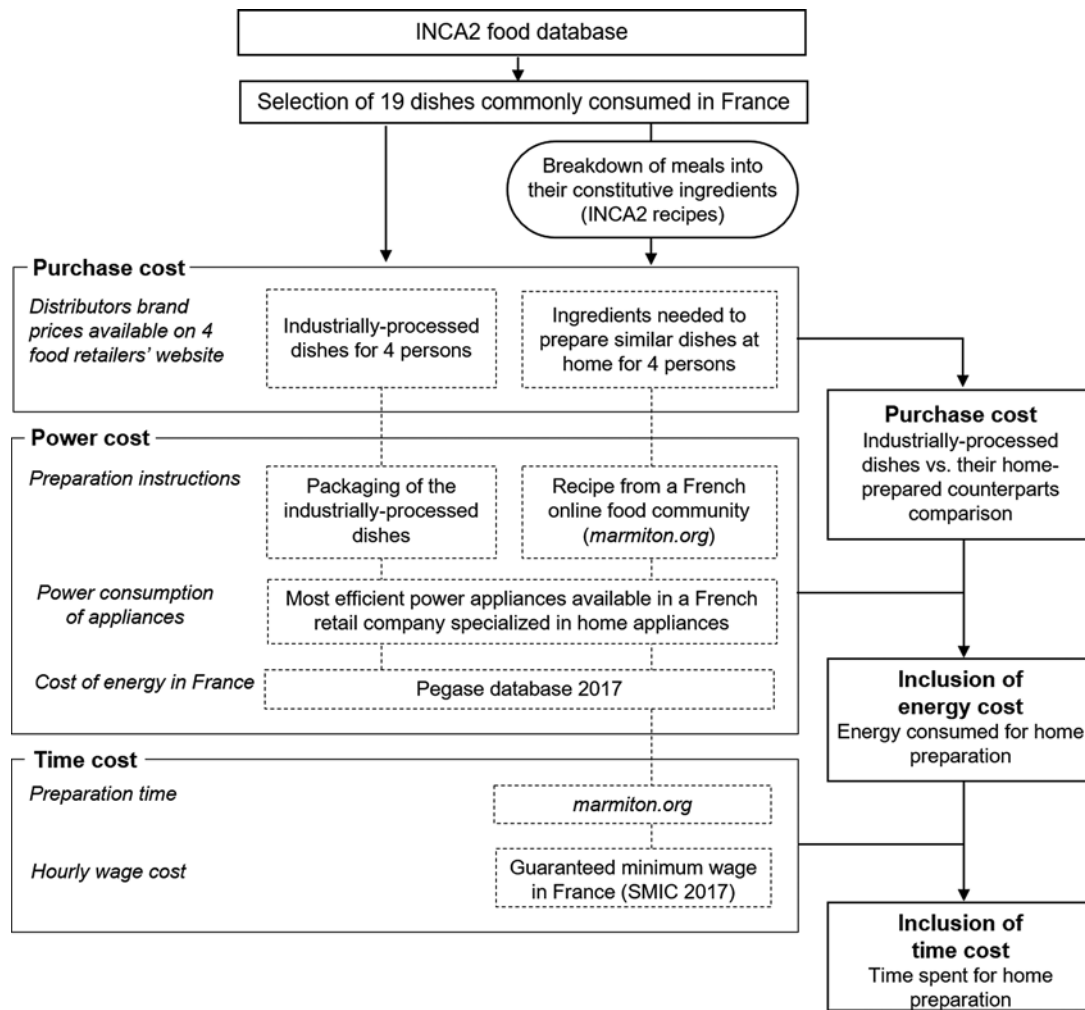 INCA2 food database
Selection of 19 dishes commonly consumed in France
Breakdown of meals into
their constitutive ingredients
(INCA2 recipes)
Purchase cost
Distributors brand
prices available on 4
food retailers' website
Industrially-processed
dishes for 4 persons
Ingredients needed to
prepare similar dishes at
home for 4 persons
Purchase cost
Industrially-processed
dishes vs. their home-
prepared counterparts
comparison
Power cost
Preparation instructions
Packaging of the
industrially-processed
dishes
Recipe from a French
online food community
(marmiton.org)
Power consumption
of appliances
Most efficient power appliances available in a French
retail company specialized in home appliances
Cost of energy in France
Pegase database 2017
Inclusion of
energy cost
Energy consumed for home
preparation
Time cost
Preparation time
marmiton.org
Hourly wage cost
Guaranteed minimum wage
in France (SMIC 2017)
Inclusion of
time cost
Time spent for home
preparation